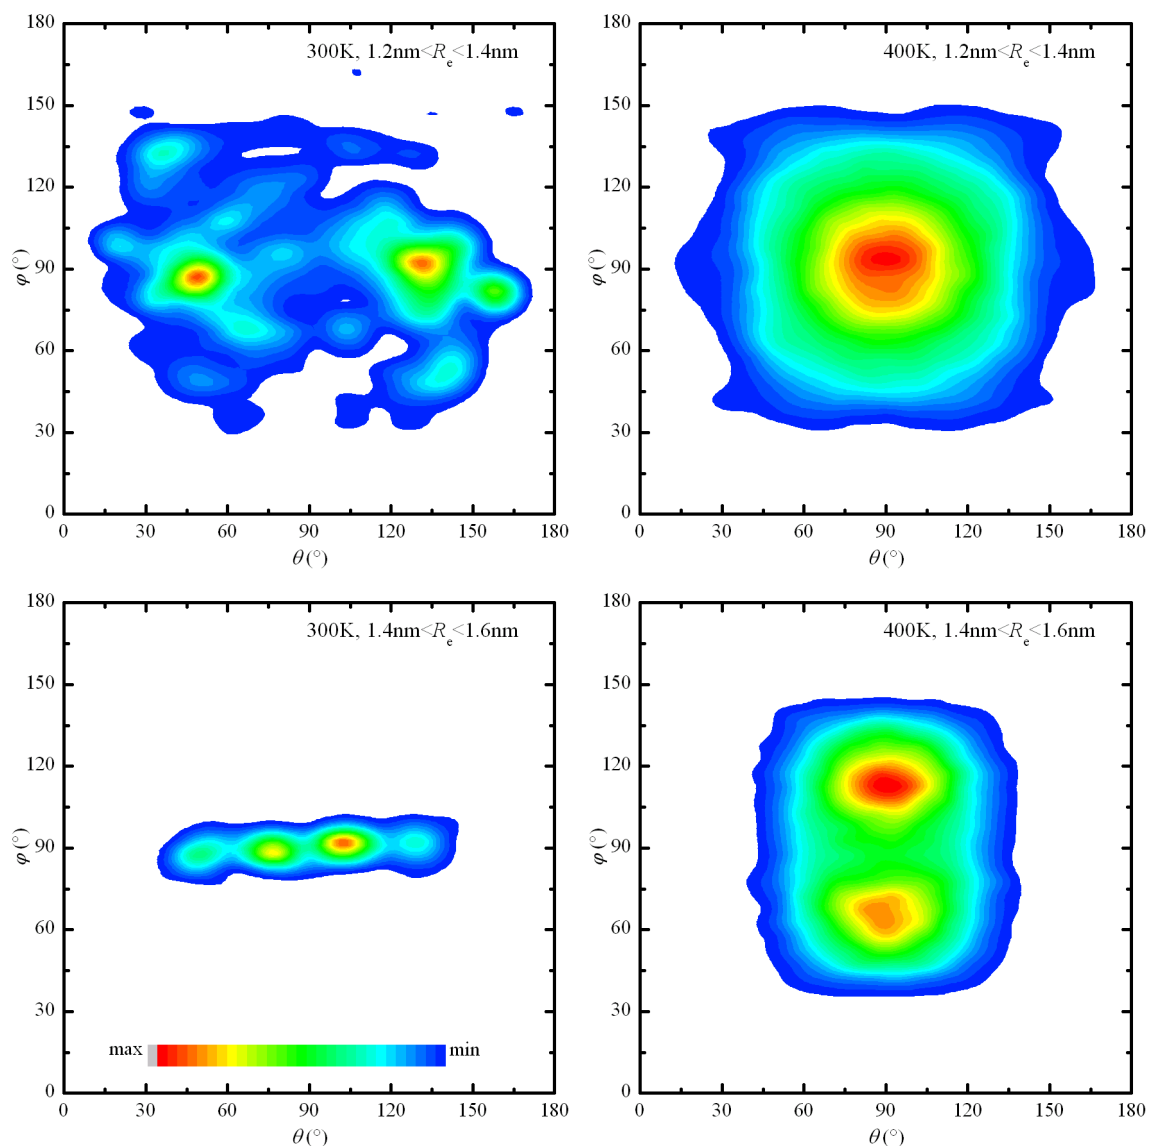 300K, 1.2nm<Re<1.4nm
180
150
120
90
60
30
0
φ(°)
0 30 60 90 120 150 180
θ(°)
400K, 1.2nm<Re<1.4nm
180
150
120
90
60
30
0
φ(°)
0 30 60 90 120 150 180
θ(°)
300K, 1.4nm<Re<1.6nm
180
150
120
90
60
30
0
φ(°)
max min
0 30 60 90 120 150 180
θ(°)
400K, 1.4nm<Re<1.6nm
180
150
120
90
60
30
0
φ(°)
0 30 60 90 120 150 180
θ(°)